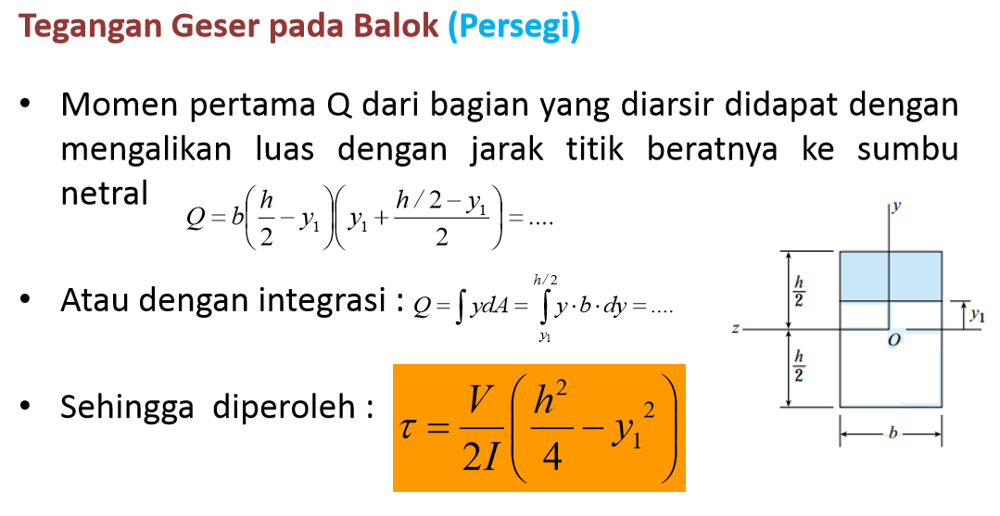 Tegangan Geser pada Balok (Persegi)
• Momen pertama Q dari bagian yang diarsir didapat dengan
mengalikan luas dengan jarak titik beratnya ke sumbu
netral Q = b(h/2 − y₁)(y₁ + (h/2 − y₁)/2) = ....
• Atau dengan integrasi : Q = ∫ ydA = ∫_{y₁}^{h/2} y · b · dy = ....
• Sehingga diperoleh : τ = V/2I (h²/4 − y₁²)
y
h/2
y₁
z
O
h/2
b